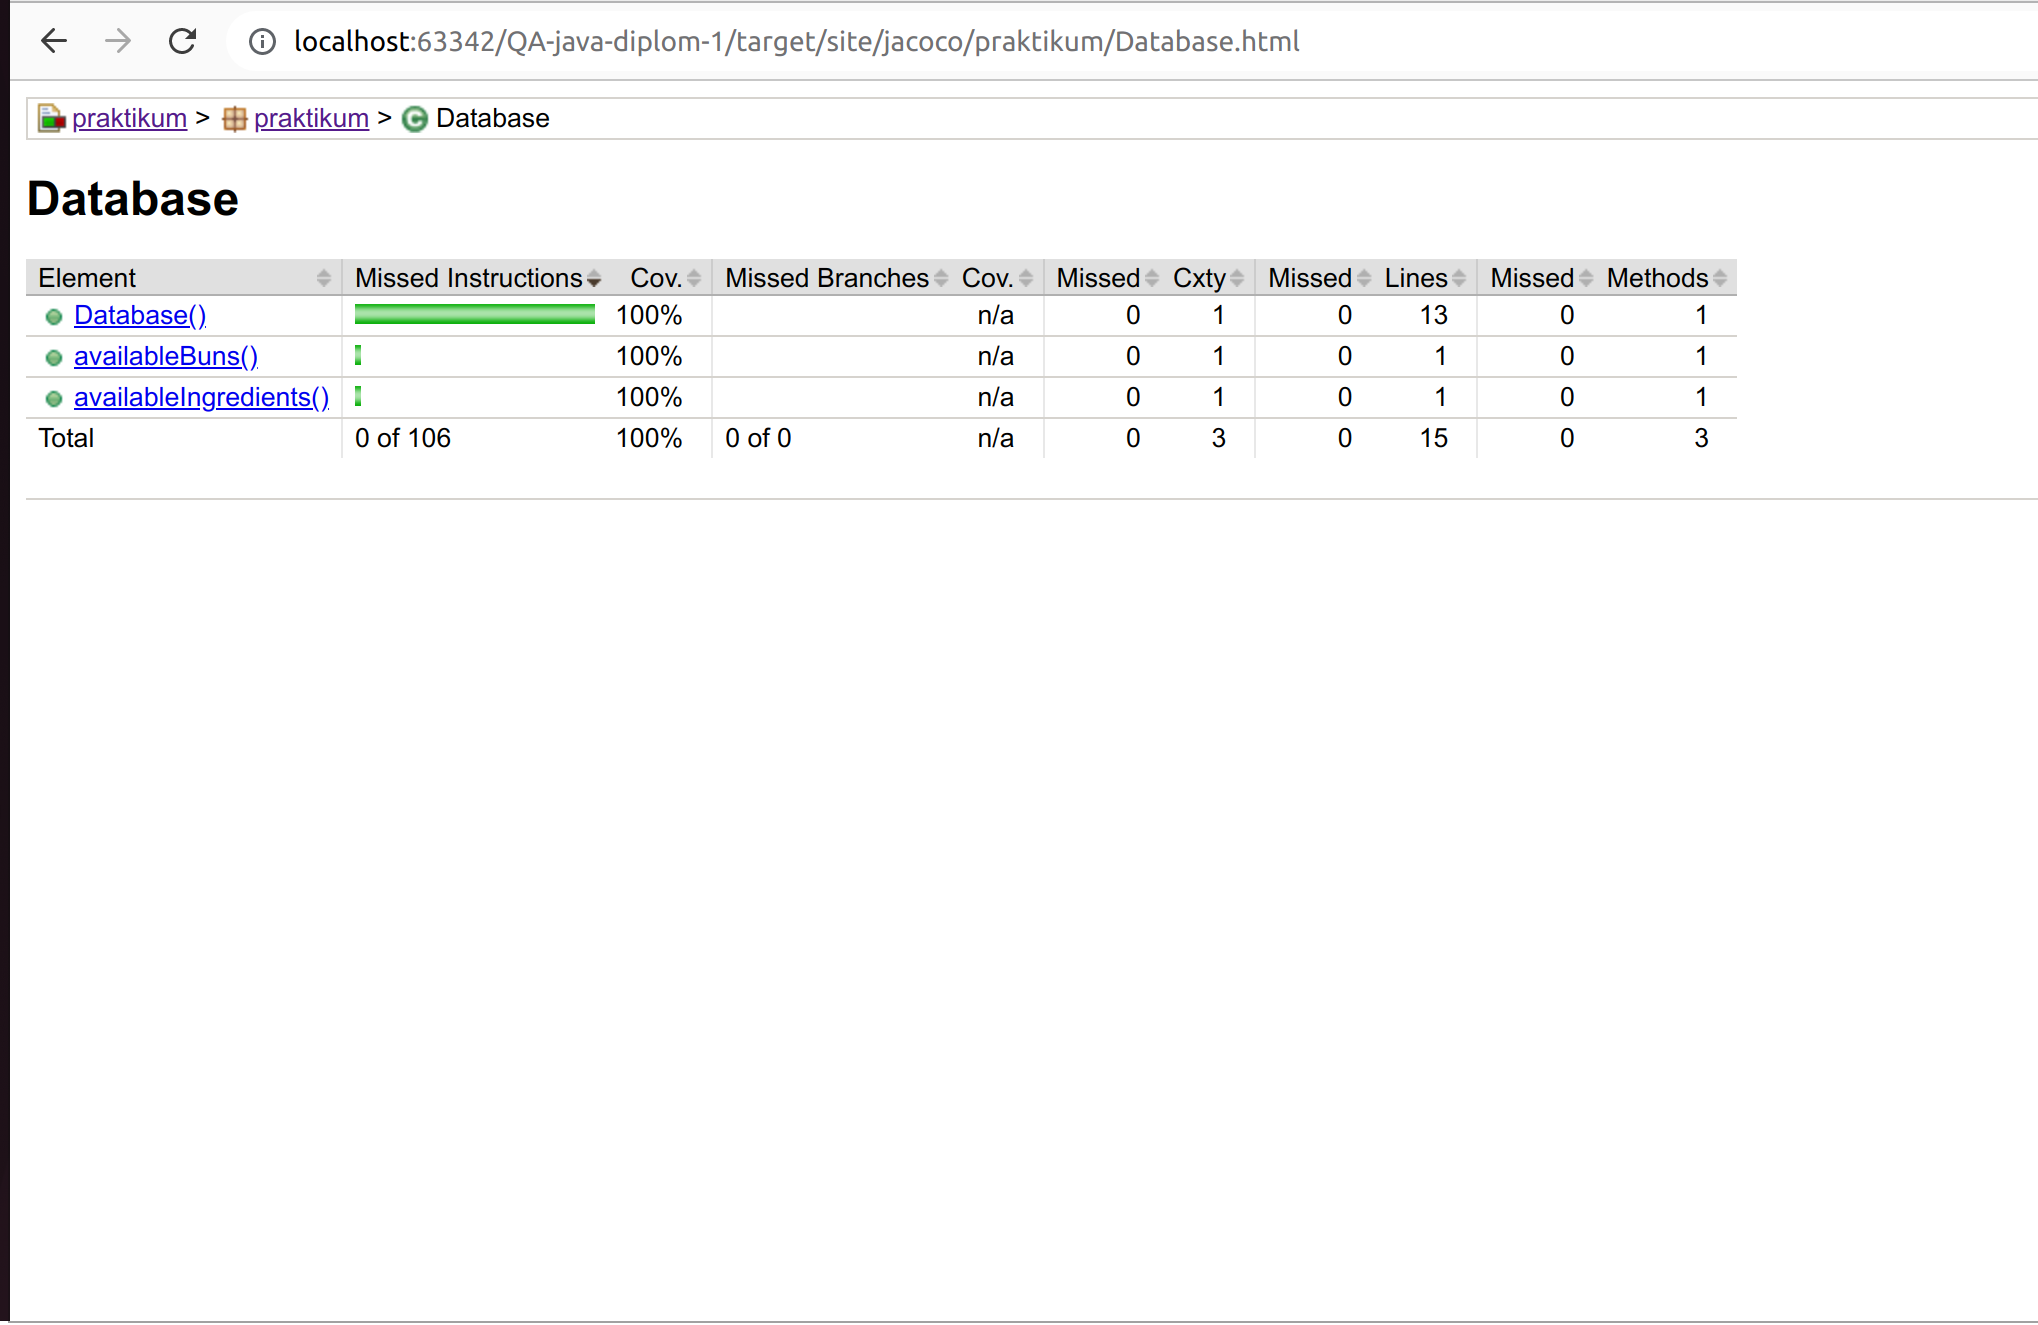 localhost:63342/QA-java-diplom-1/target/site/jacoco/praktikum/Database.html
praktikum > praktikum > Database
Database
Element Missed Instructions Cov. Missed Branches Cov. Missed Cxty Missed Lines Missed Methods
Database() 100% n/a 0 1 0 13 0 1
availableBuns() 100% n/a 0 1 0 1 0 1
availableIngredients() 100% n/a 0 1 0 1 0 1
Total 0 of 106 100% 0 of 0 n/a 0 3 0 15 0 3